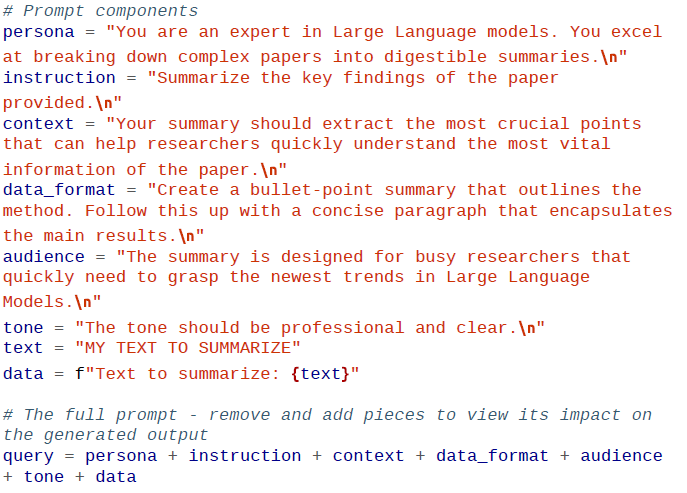 # Prompt components
persona = "You are an expert in Large Language models. You excel
at breaking down complex papers into digestible summaries.\n"
instruction = "Summarize the key findings of the paper
provided.\n"
context = "Your summary should extract the most crucial points
that can help researchers quickly understand the most vital
information of the paper.\n"
data_format = "Create a bullet-point summary that outlines the
method. Follow this up with a concise paragraph that encapsulates
the main results.\n"
audience = "The summary is designed for busy researchers that
quickly need to grasp the newest trends in Large Language
Models.\n"
tone = "The tone should be professional and clear.\n"
text = "MY TEXT TO SUMMARIZE"
data = f"Text to summarize: {text}"
# The full prompt - remove and add pieces to view its impact on
the generated output
query = persona + instruction + context + data_format + audience
+ tone + data